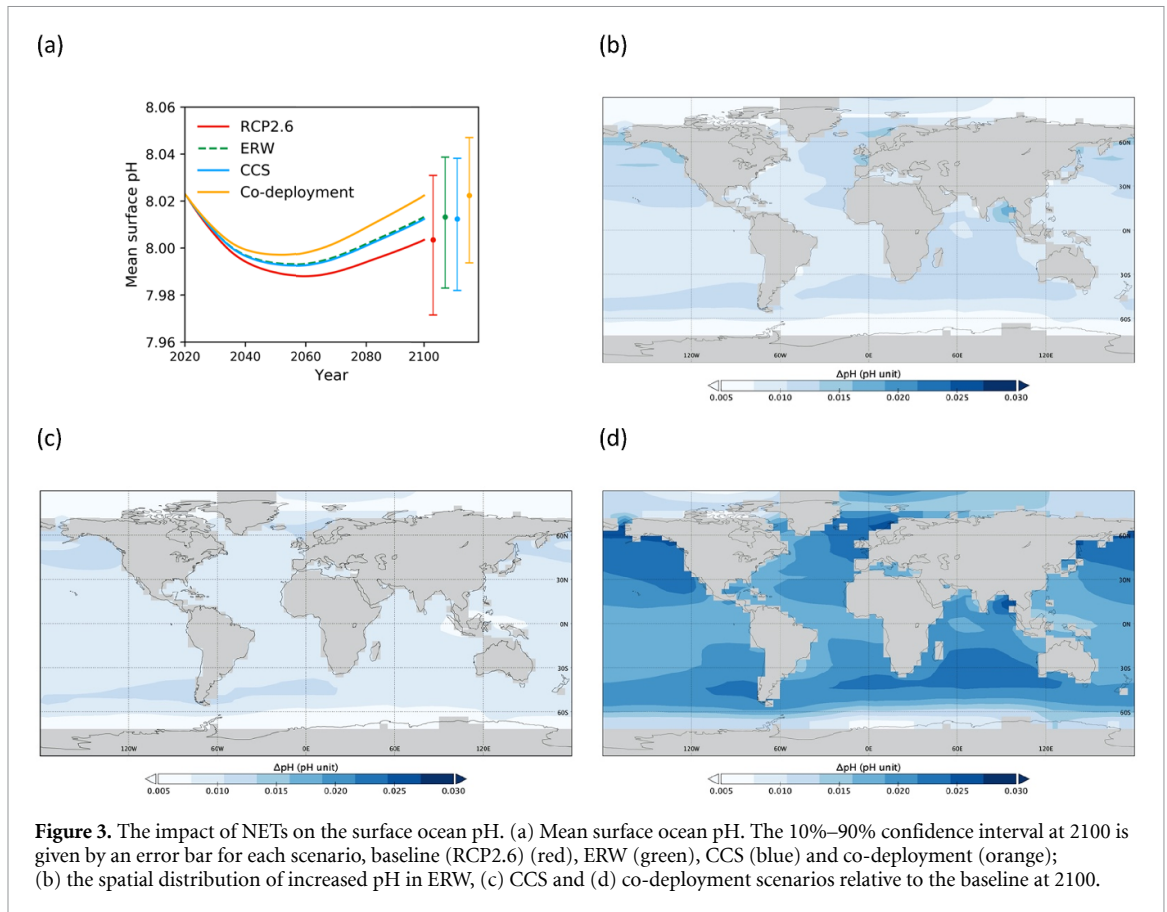 (a)
8.06
8.04
8.02
8.00
7.98
7.96
Mean surface pH
RCP2.6
ERW
CCS
Co-deployment
2020 2040 2060 2080 2100
Year
(b)
60N
30N
0N
30S
60S
120W 60W 0E 60E 120E
ΔpH (pH unit)
0.005 0.010 0.015 0.020 0.025 0.030
(c)
60N
30N
0N
30S
60S
120W 60W 0E 60E 120E
ΔpH (pH unit)
0.005 0.010 0.015 0.020 0.025 0.030
(d)
60N
30N
0N
30S
60S
120W 60W 0E 60E 120E
ΔpH (pH unit)
0.005 0.010 0.015 0.020 0.025 0.030
Figure 3. The impact of NETs on the surface ocean pH. (a) Mean surface ocean pH. The 10%–90% confidence interval at 2100 is
given by an error bar for each scenario, baseline (RCP2.6) (red), ERW (green), CCS (blue) and co-deployment (orange);
(b) the spatial distribution of increased pH in ERW, (c) CCS and (d) co-deployment scenarios relative to the baseline at 2100.